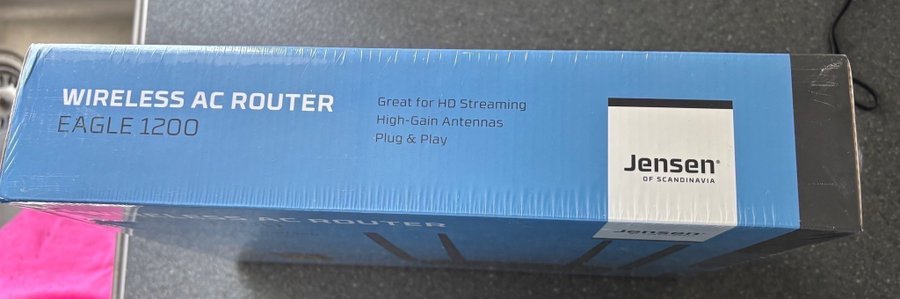 WIRELESS AC ROUTER
EAGLE 1200
Great for HD Streaming
High-Gain Antennas
Plug & Play
Jensen®
OF SCANDINAVIA
WIRELESS AC ROUTER
Jensen